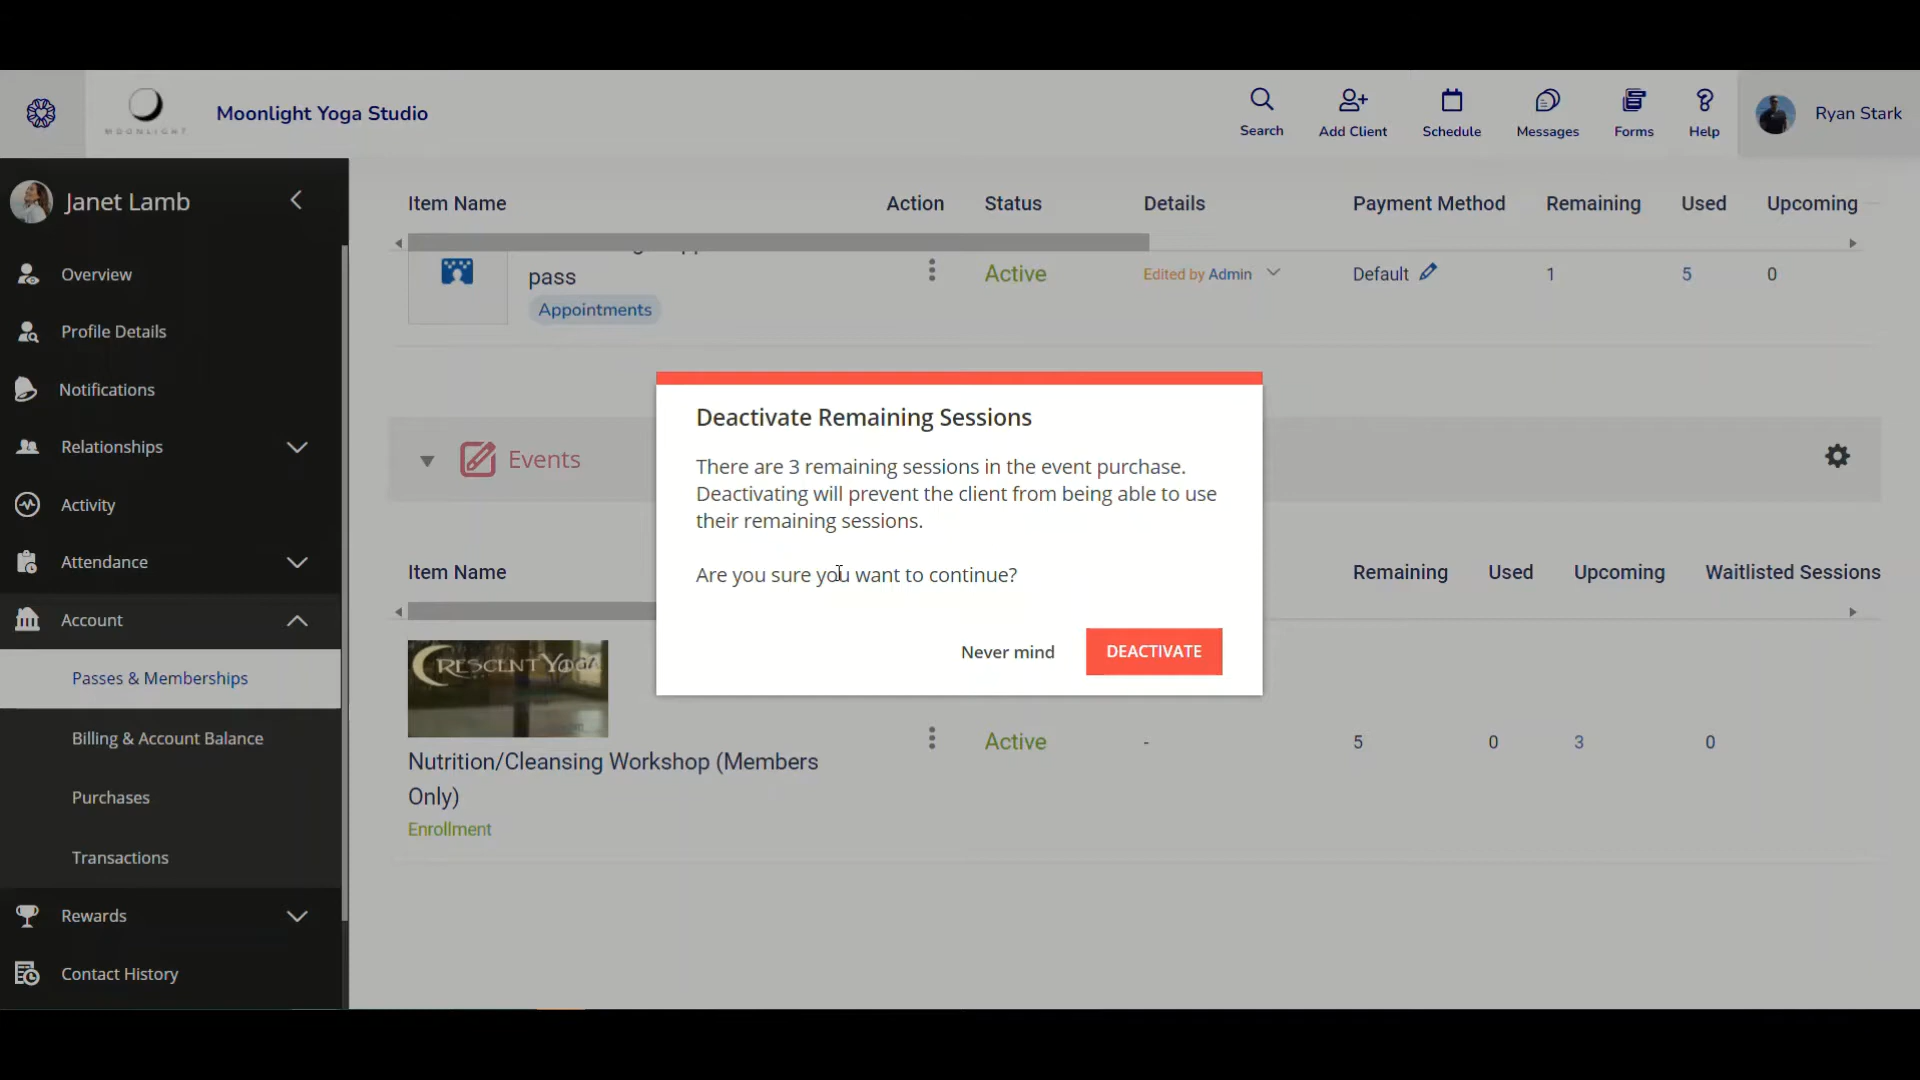 MOONLIGHT
Moonlight Yoga Studio
Search
Add Client
Schedule
Messages
Forms
Help
Ryan Stark
Janet Lamb
Overview
Profile Details
Notifications
Relationships
Activity
Attendance
Account
Passes & Memberships
Billing & Account Balance
Purchases
Transactions
Rewards
Contact History
Item Name Action Status Details Payment Method Remaining Used Upcoming
pass
Active Edited by Admin Default 1 5 0
Appointments
Events
Deactivate Remaining Sessions
There are 3 remaining sessions in the event purchase.
Deactivating will prevent the client from being able to use
their remaining sessions.
Are you sure you want to continue?
Never mind DEACTIVATE
Item Name Remaining Used Upcoming Waitlisted Sessions
CRESCENT YOGA
Active - 5 0 3 0
Nutrition/Cleansing Workshop (Members
Only)
Enrollment